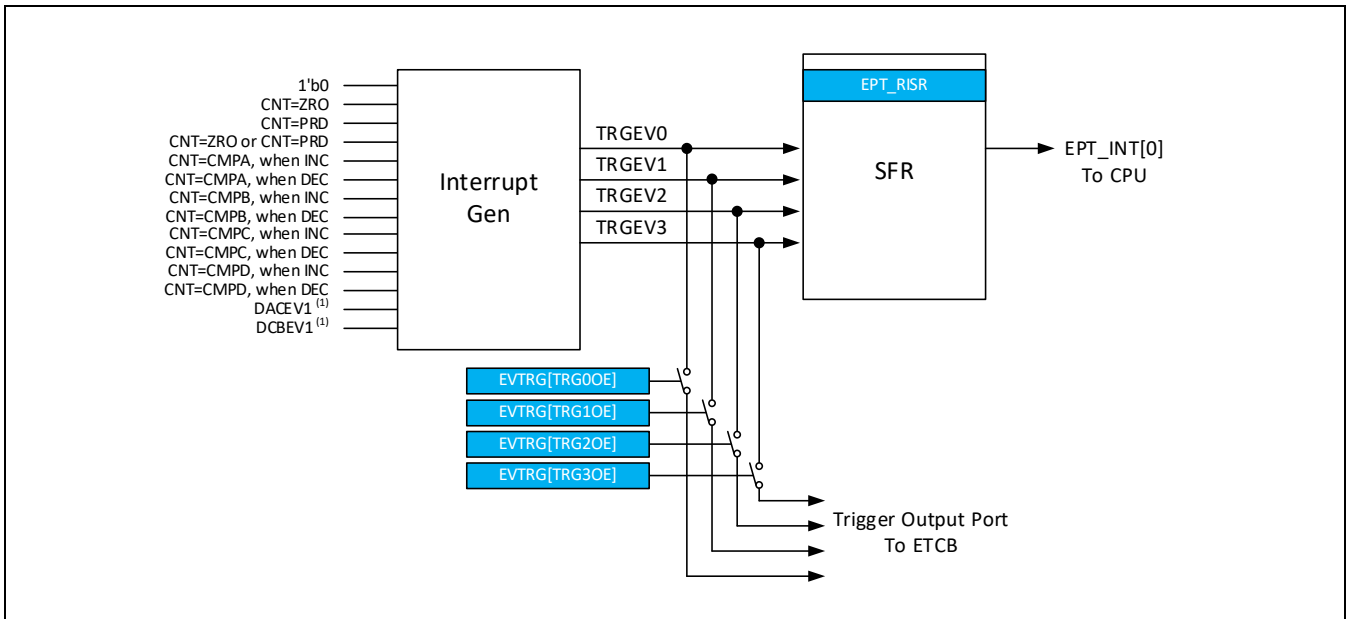 1'b0
CNT=ZRO
CNT=PRD
CNT=ZRO or CNT=PRD
CNT=CMPA, when INC
CNT=CMPA, when DEC
CNT=CMPB, when INC
CNT=CMPB, when DEC
CNT=CMPC, when INC
CNT=CMPC, when DEC
CNT=CMPD, when INC
CNT=CMPD, when DEC
DACEV1 (1)
DCBEV1 (1)
Interrupt
Gen
TRGEV0
TRGEV1
TRGEV2
TRGEV3
EPT_RISR
SFR
EPT_INT[0]
To CPU
EVTRG[TRG0OE]
EVTRG[TRG1OE]
EVTRG[TRG2OE]
EVTRG[TRG3OE]
Trigger Output Port
To ETCB